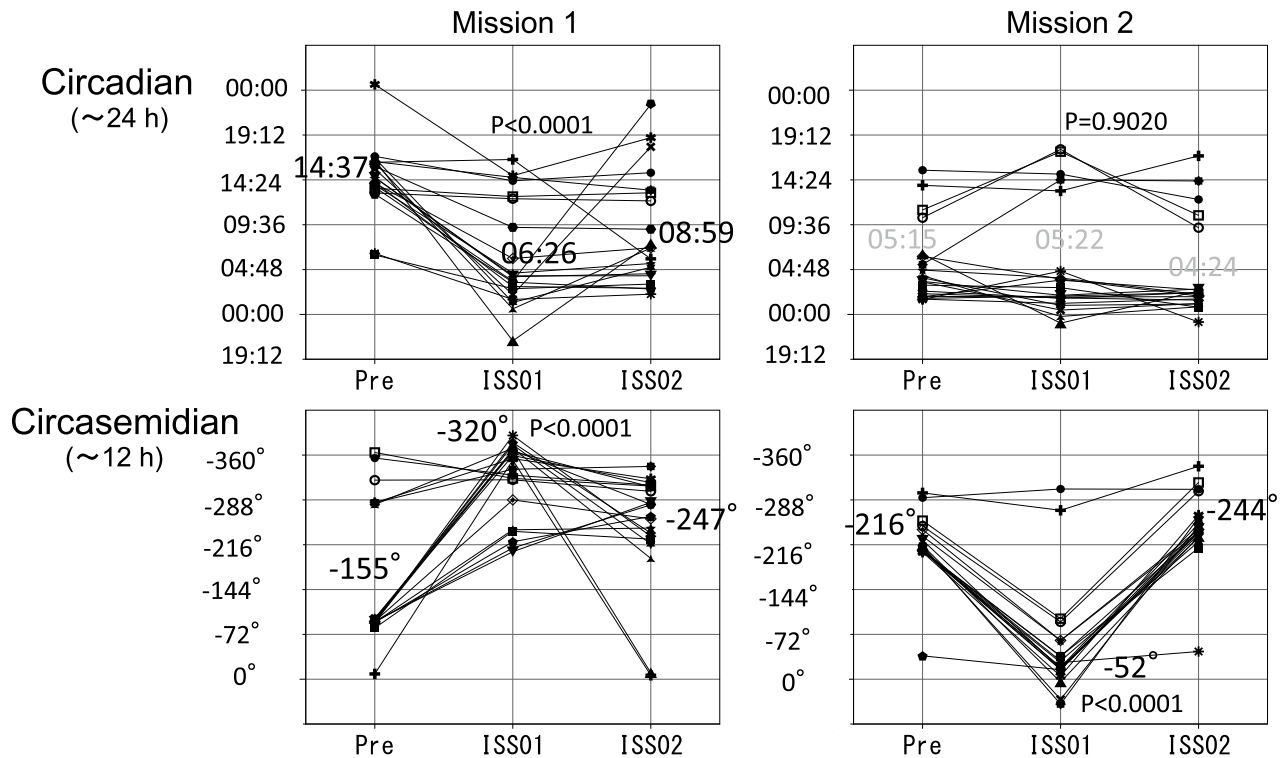 Mission 1
Mission 2
Circadian
(～24 h)
00:00
19:12
14:24
09:36
04:48
00:00
19:12
P<0.0001
14:37
06:26
08:59
Pre
ISS01
ISS02
00:00
19:12
14:24
09:36
04:48
00:00
19:12
P=0.9020
05:15
05:22
04:24
Pre
ISS01
ISS02
Circasemidian
(～12 h)
-360°
-288°
-216°
-144°
-72°
0°
-320°
P<0.0001
-155°
-247°
Pre
ISS01
ISS02
-360°
-288°
-216°
-144°
-72°
0°
-216°
-244°
-52°
P<0.0001
Pre
ISS01
ISS02